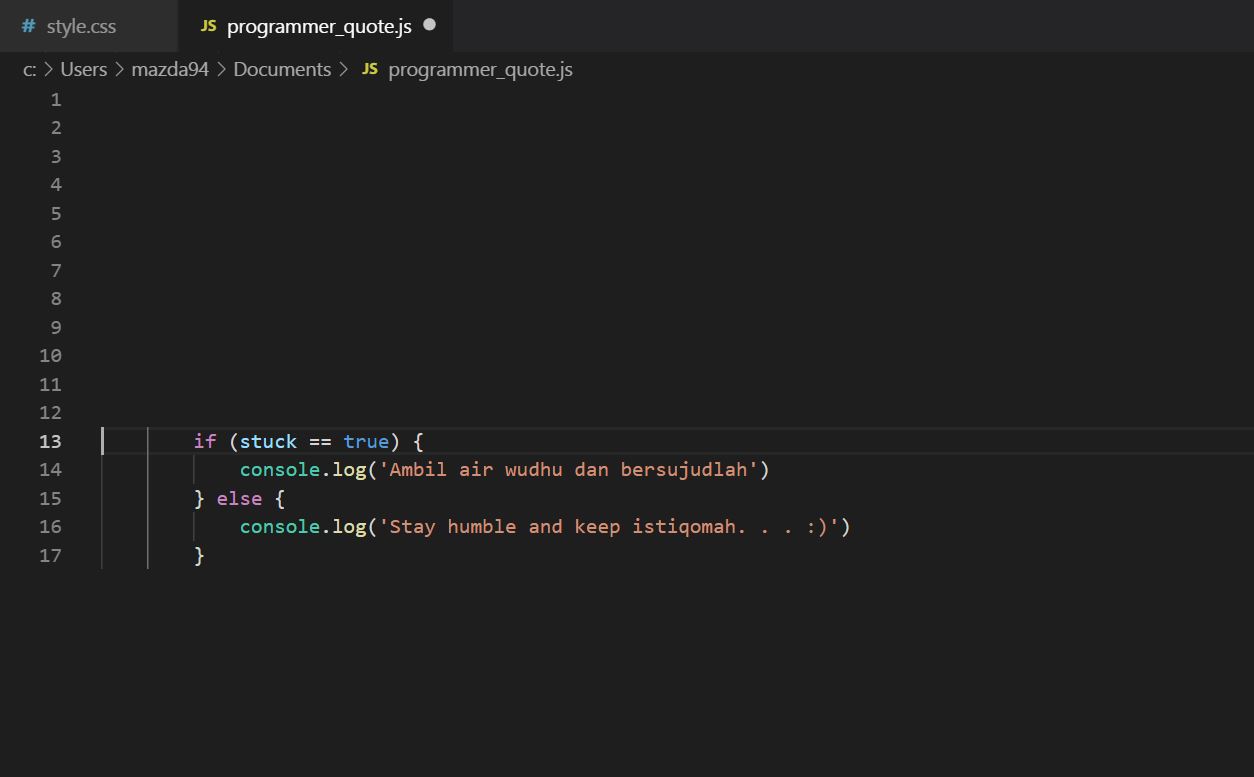 # style.css JS programmer_quote.js
c: > Users > mazda94 > Documents > JS programmer_quote.js
1
2
3
4
5
6
7
8
9
10
11
12
13 if (stuck == true) {
14 console.log('Ambil air wudhu dan bersujudlah')
15 } else {
16 console.log('Stay humble and keep istiqomah. . . :)')
17 }